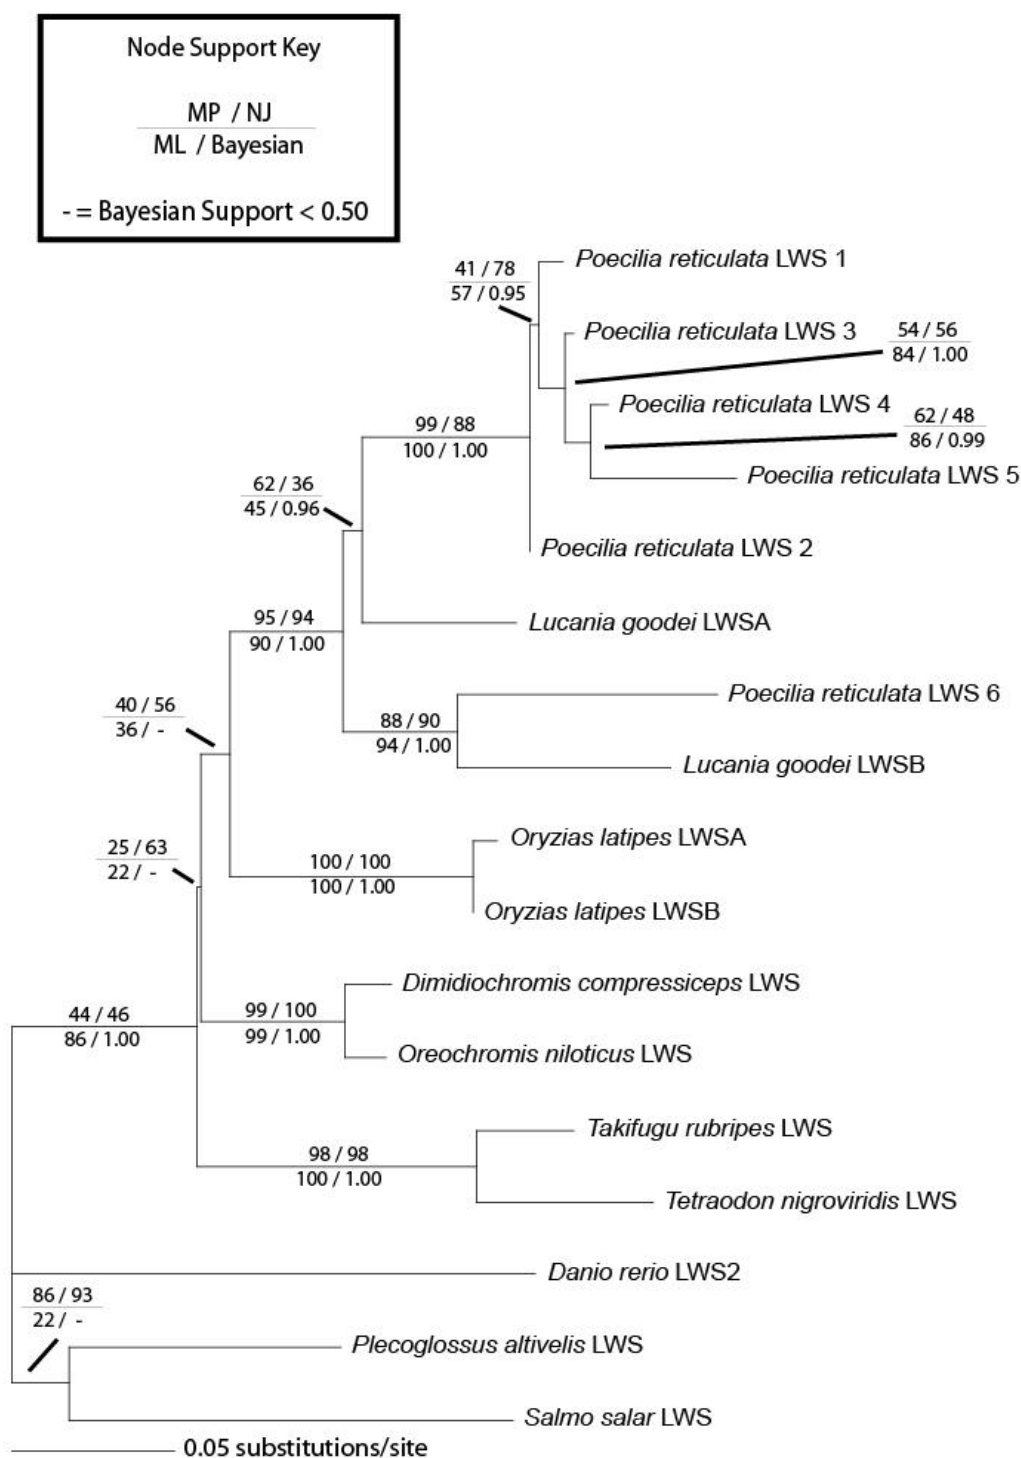 Node Support Key
MP / NJ
ML / Bayesian
- = Bayesian Support < 0.50
Poecilia reticulata LWS 1
41 / 78
57 / 0.95
Poecilia reticulata LWS 3
54 / 56
84 / 1.00
Poecilia reticulata LWS 4
62 / 48
86 / 0.99
99 / 88
100 / 1.00
Poecilia reticulata LWS 5
62 / 36
45 / 0.96
Poecilia reticulata LWS 2
95 / 94
90 / 1.00
Lucania goodei LWSA
Poecilia reticulata LWS 6
40 / 56
36 / -
88 / 90
94 / 1.00
Lucania goodei LWSB
Oryzias latipes LWSA
25 / 63
22 / -
100 / 100
100 / 1.00
Oryzias latipes LWSB
Dimidiochromis compressiceps LWS
44 / 46
86 / 1.00
99 / 100
99 / 1.00
Oreochromis niloticus LWS
Takifugu rubripes LWS
98 / 98
100 / 1.00
Tetraodon nigroviridis LWS
Danio rerio LWS2
86 / 93
22 / -
Plecoglossus altivelis LWS
Salmo salar LWS
0.05 substitutions/site